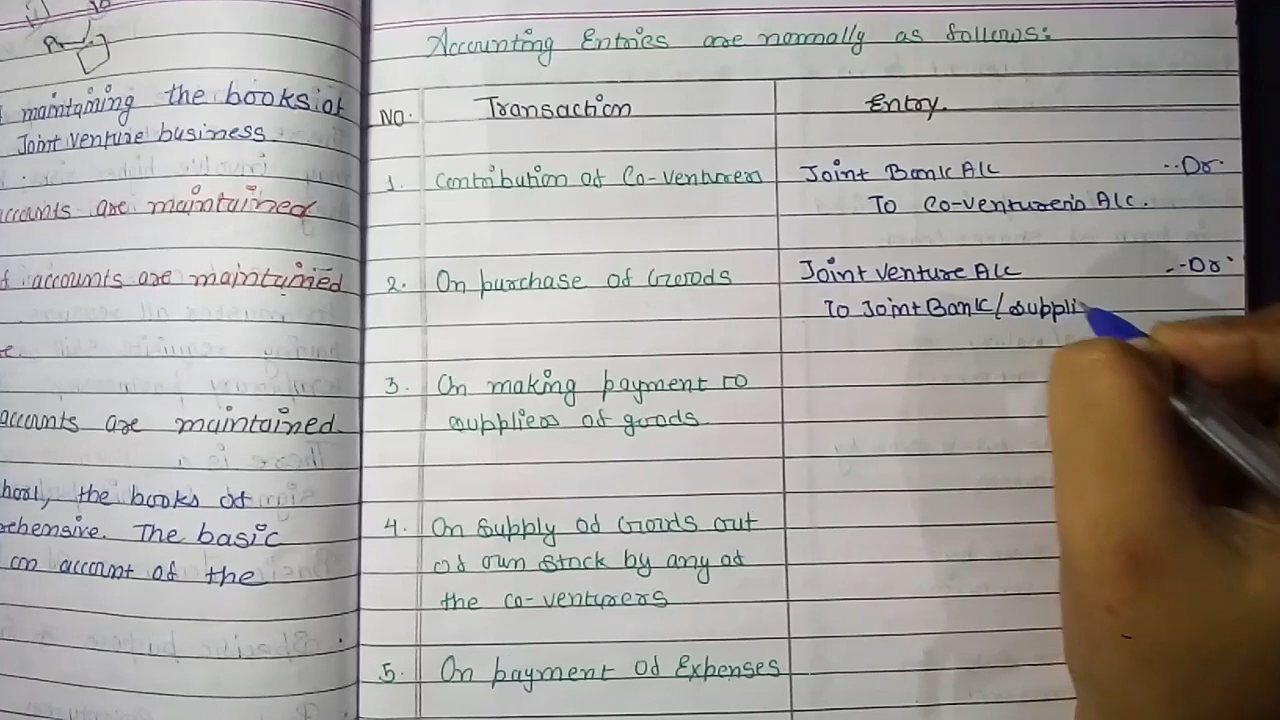 maintaining the books of
Joint venture business
accounts are maintained
of accounts are maintained
accounts are maintained.
the books of
The basic
on account of the
Accounting Entries are normally as follows:
No. Transaction Entry.
1. Contribution of Co-venturers Joint Bank A/c ...Dr.
To Co-venturer's A/c.
2. On purchase of Goods Joint Venture A/c ...Dr.
To Joint Bank/Suppli
3. On making payment to
suppliers of goods.
4. On supply of Goods out
of own stock by any of
the co-venturers
5. On payment of Expenses